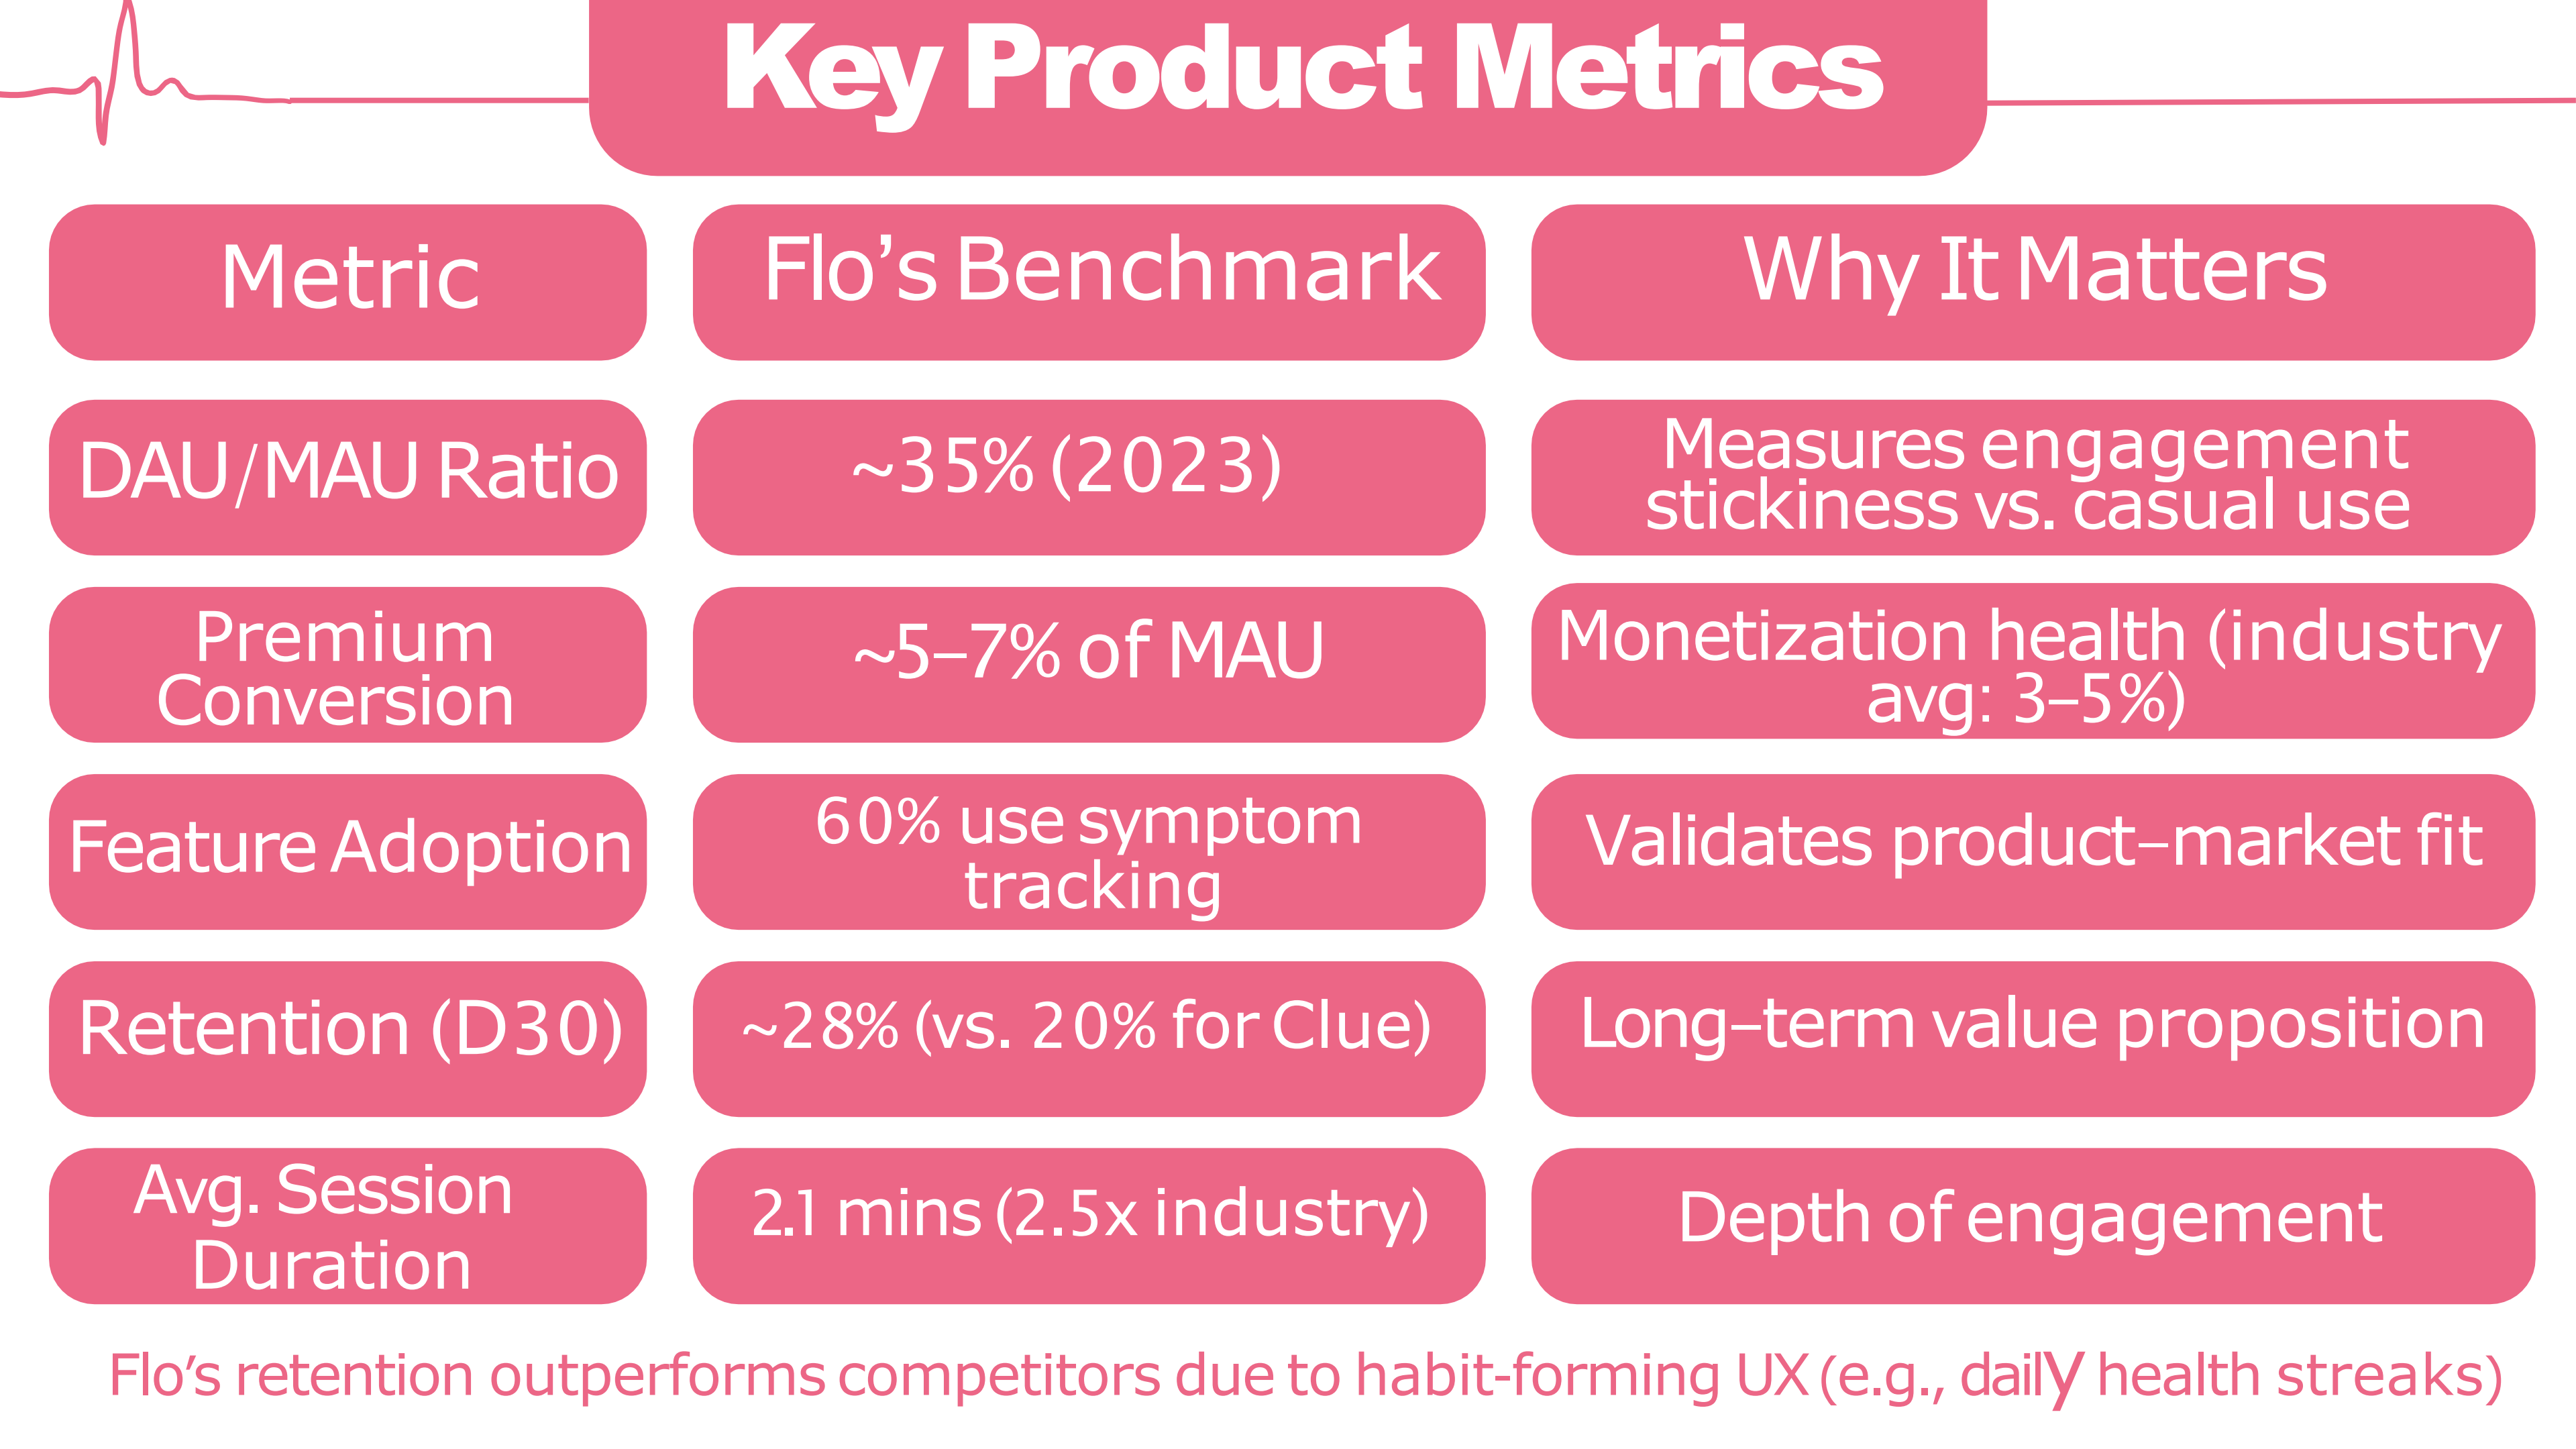 Key Product Metrics
Metric
Flo’s Benchmark
Why It Matters
DAU/MAU Ratio
~35% (2023)
Measures engagement
stickiness vs. casual use
Premium
Conversion
~5–7% of MAU
Monetization health (industry
avg: 3–5%)
Feature Adoption
60% use symptom
tracking
Validates product–market fit
Retention (D30)
~28% (vs. 20% for Clue)
Long–term value proposition
Avg. Session
Duration
2.1 mins (2.5x industry)
Depth of engagement
Flo’s retention outperforms competitors due to habit-forming UX (e.g., daily health streaks)